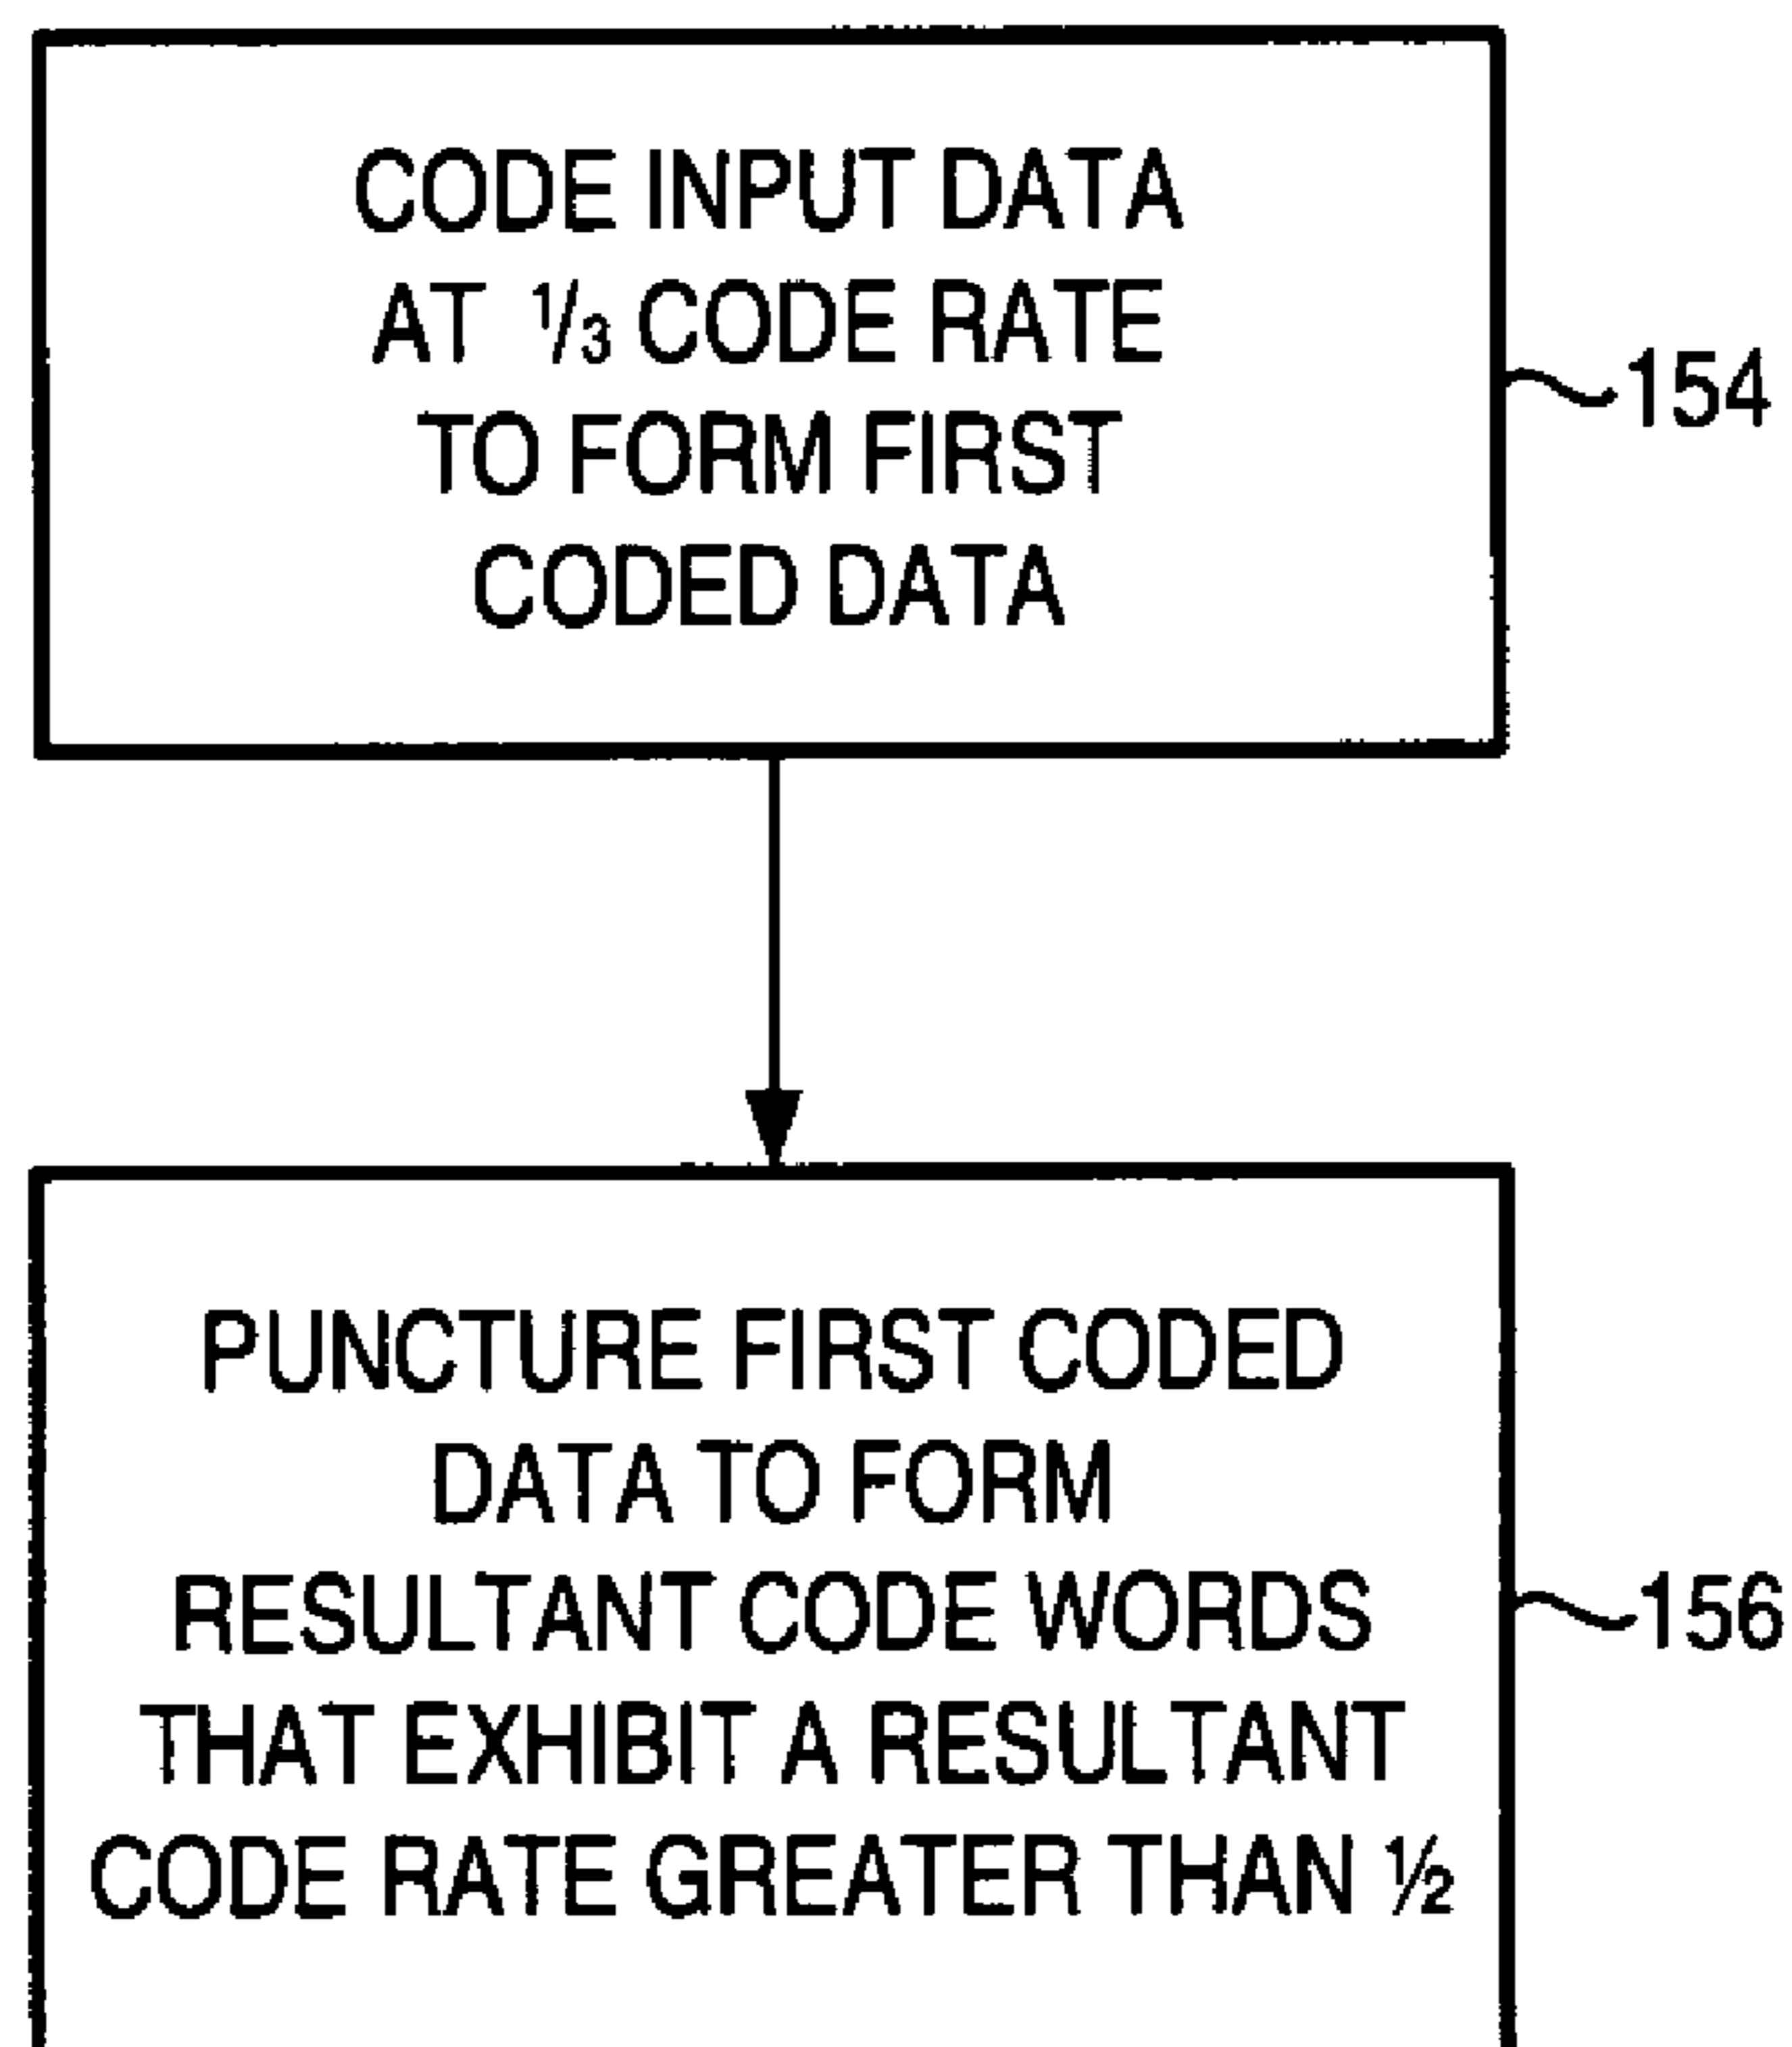 CODE INPUT DATA
AT ⅓ CODE RATE
TO FORM FIRST
CODED DATA
154
PUNCTURE FIRST CODED
DATA TO FORM
RESULTANT CODE WORDS
THAT EXHIBIT A RESULTANT
CODE RATE GREATER THAN ½
156